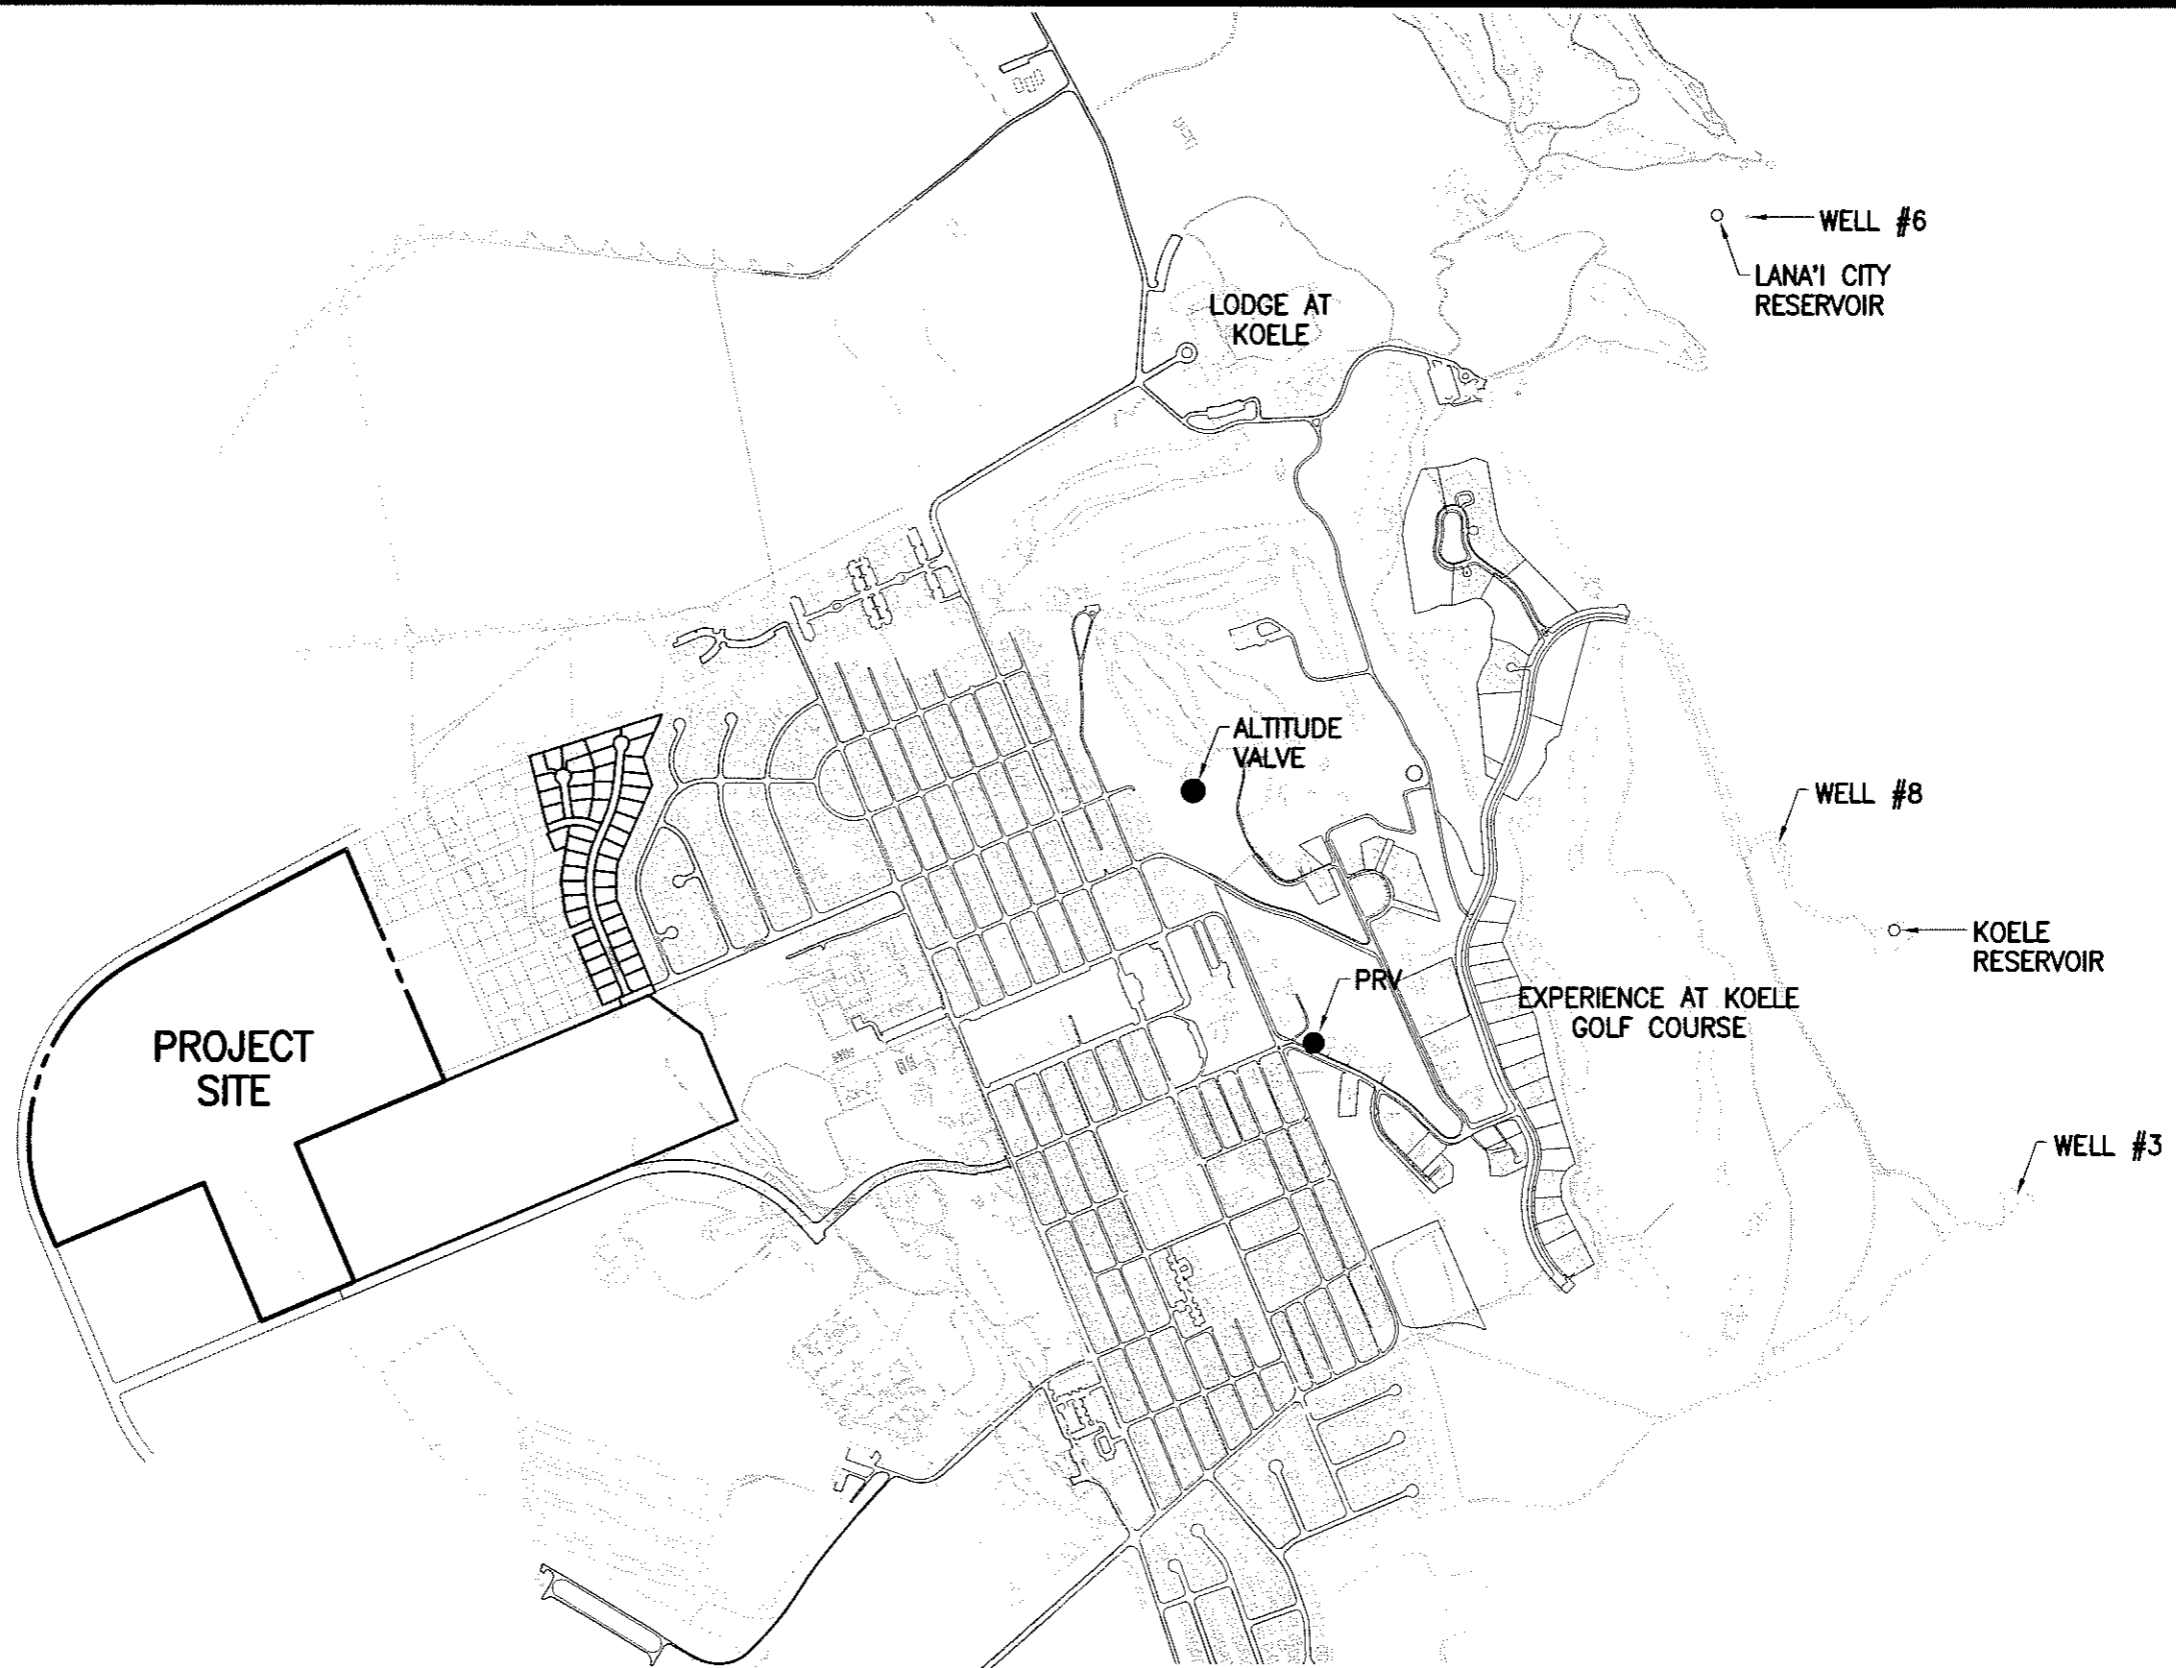 WELL #6
LANA'I CITY
RESERVOIR
LODGE AT
KOELE
ALTITUDE
VALVE
WELL #8
KOELE
RESERVOIR
PRV
EXPERIENCE AT KOELE
GOLF COURSE
PROJECT
SITE
WELL #3